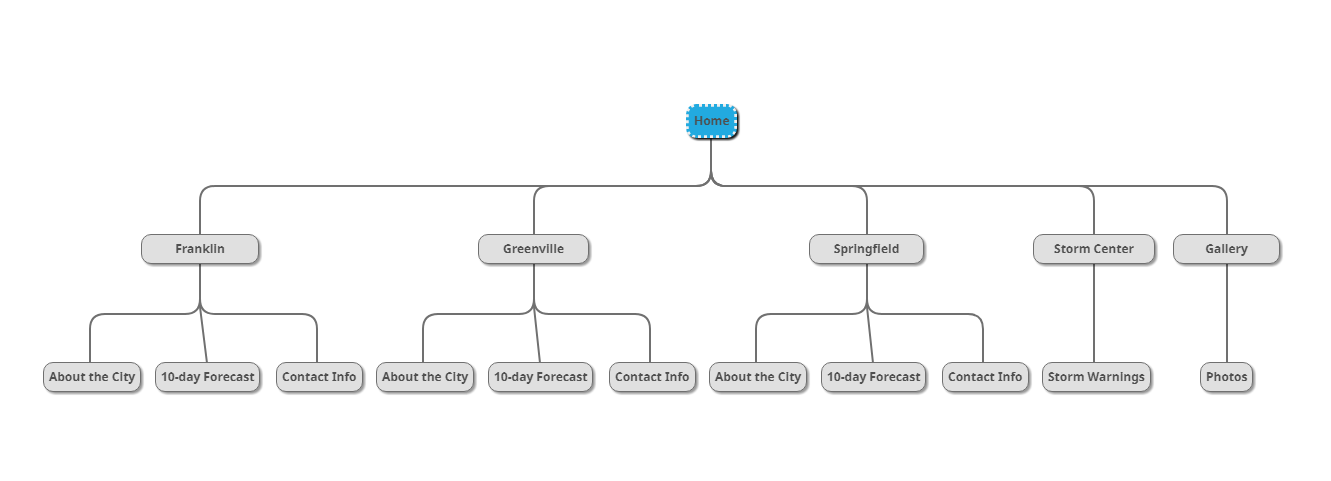 Home
Franklin
Greenville
Springfield
Storm Center
Gallery
About the City
10-day Forecast
Contact Info
About the City
10-day Forecast
Contact Info
About the City
10-day Forecast
Contact Info
Storm Warnings
Photos